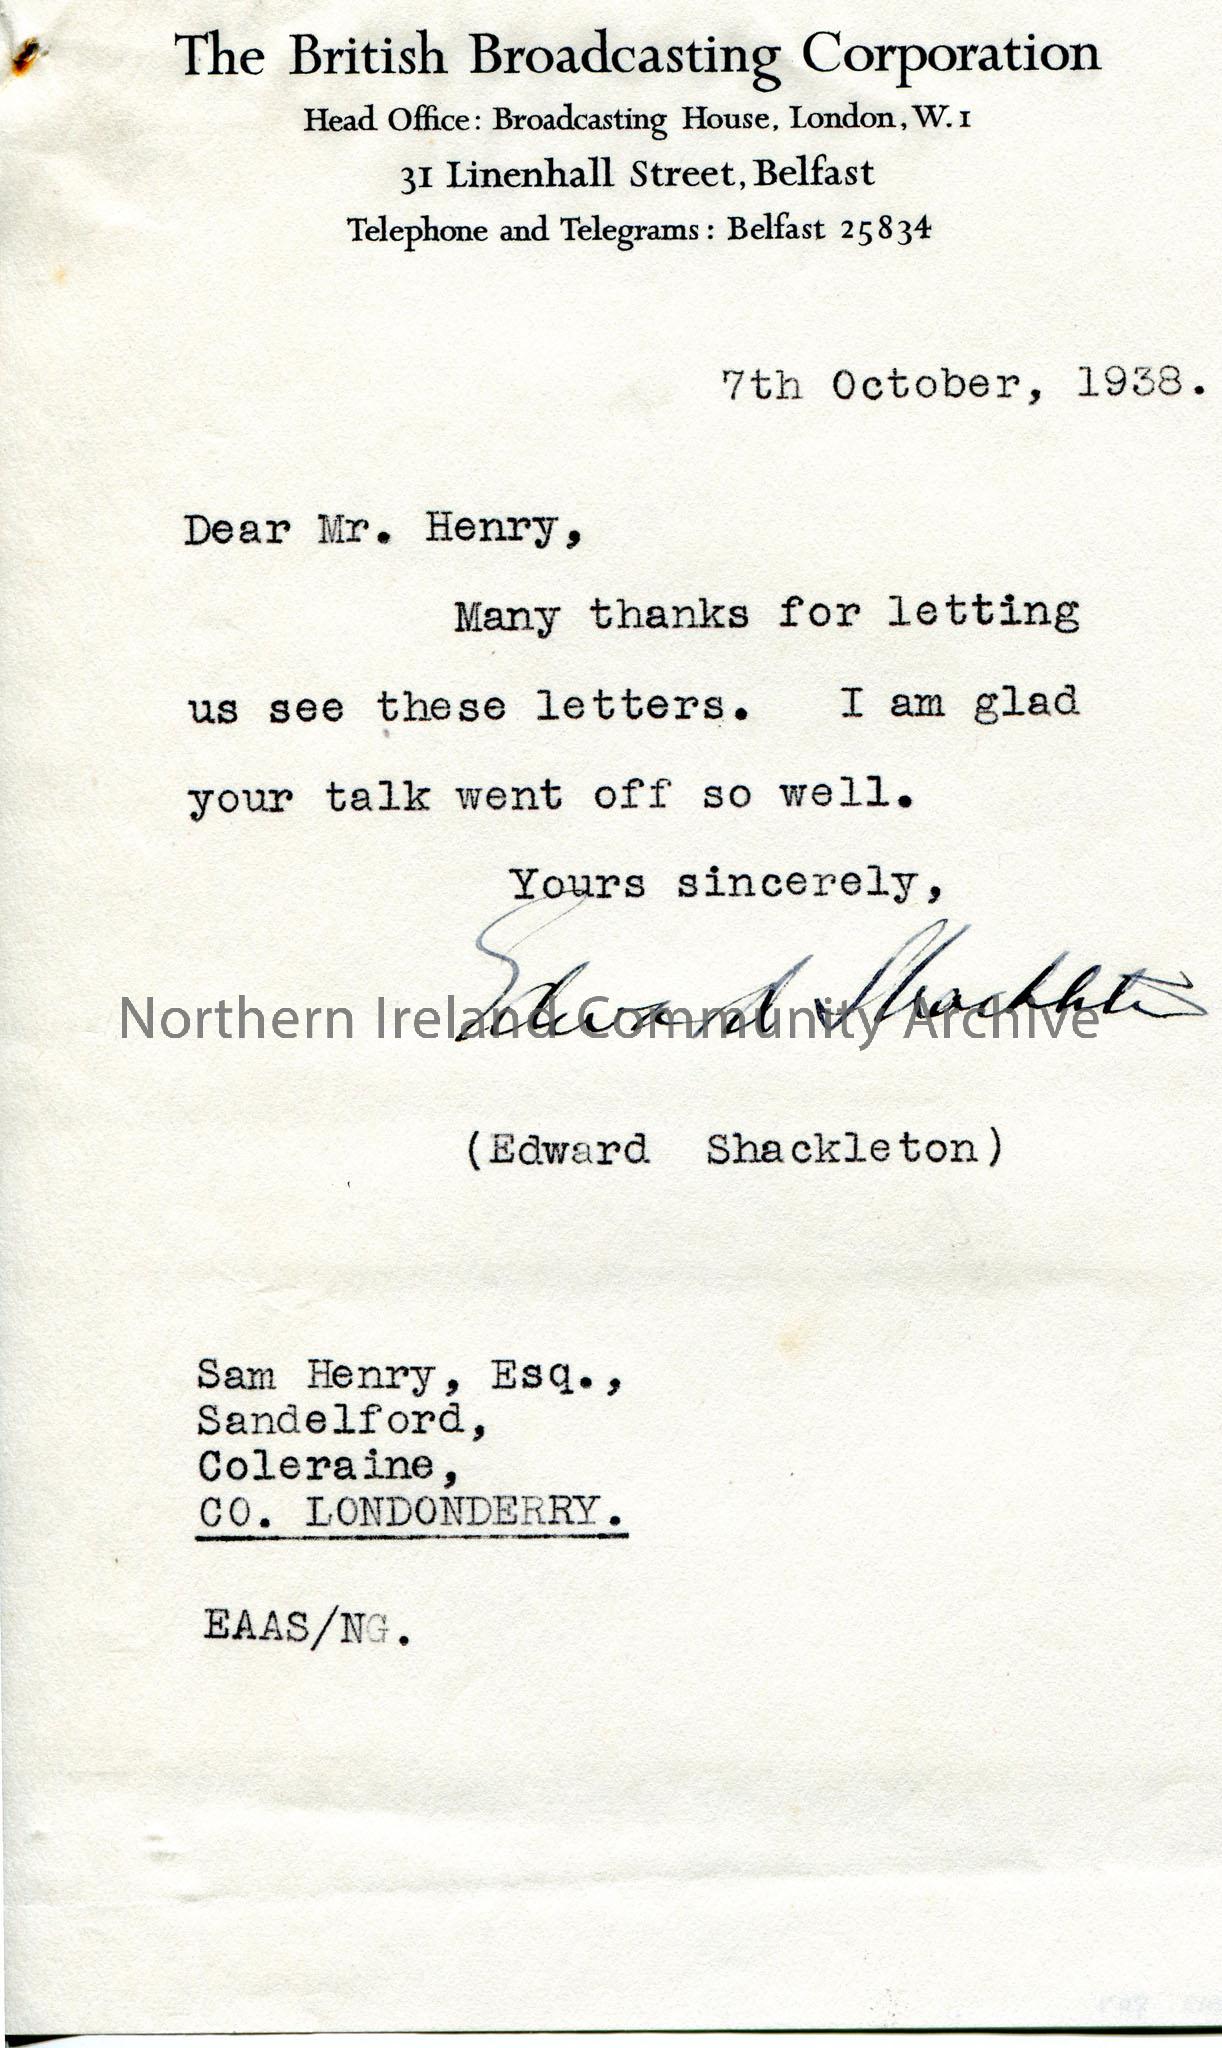 The British Broadcasting Corporation
Head Office: Broadcasting House, London, W.1
31 Linenhall Street, Belfast
Telephone and Telegrams: Belfast 25834
7th October, 1938.
Dear Mr. Henry,
Many thanks for letting
us see these letters. I am glad
your talk went off so well.
Yours sincerely,
Edward Shackleton
Northern Ireland Community Archive
(Edward Shackleton)
Sam Henry, Esq.,
Sandelford,
Coleraine,
CO. LONDONDERRY.
EAAS/NG.